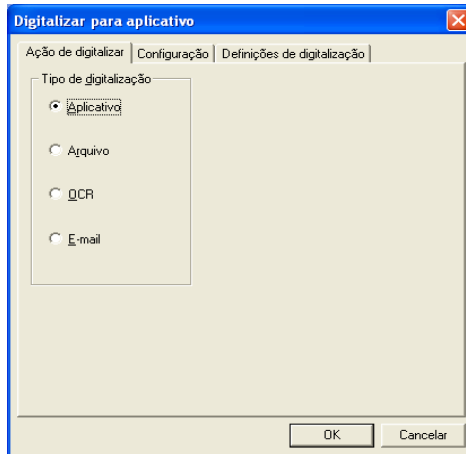 Digitalizar para aplicativo
Ação de digitalizar Configuração Definições de digitalização
Tipo de digitalização
Aplicativo
Arquivo
OCR
E-mail
OK Cancelar